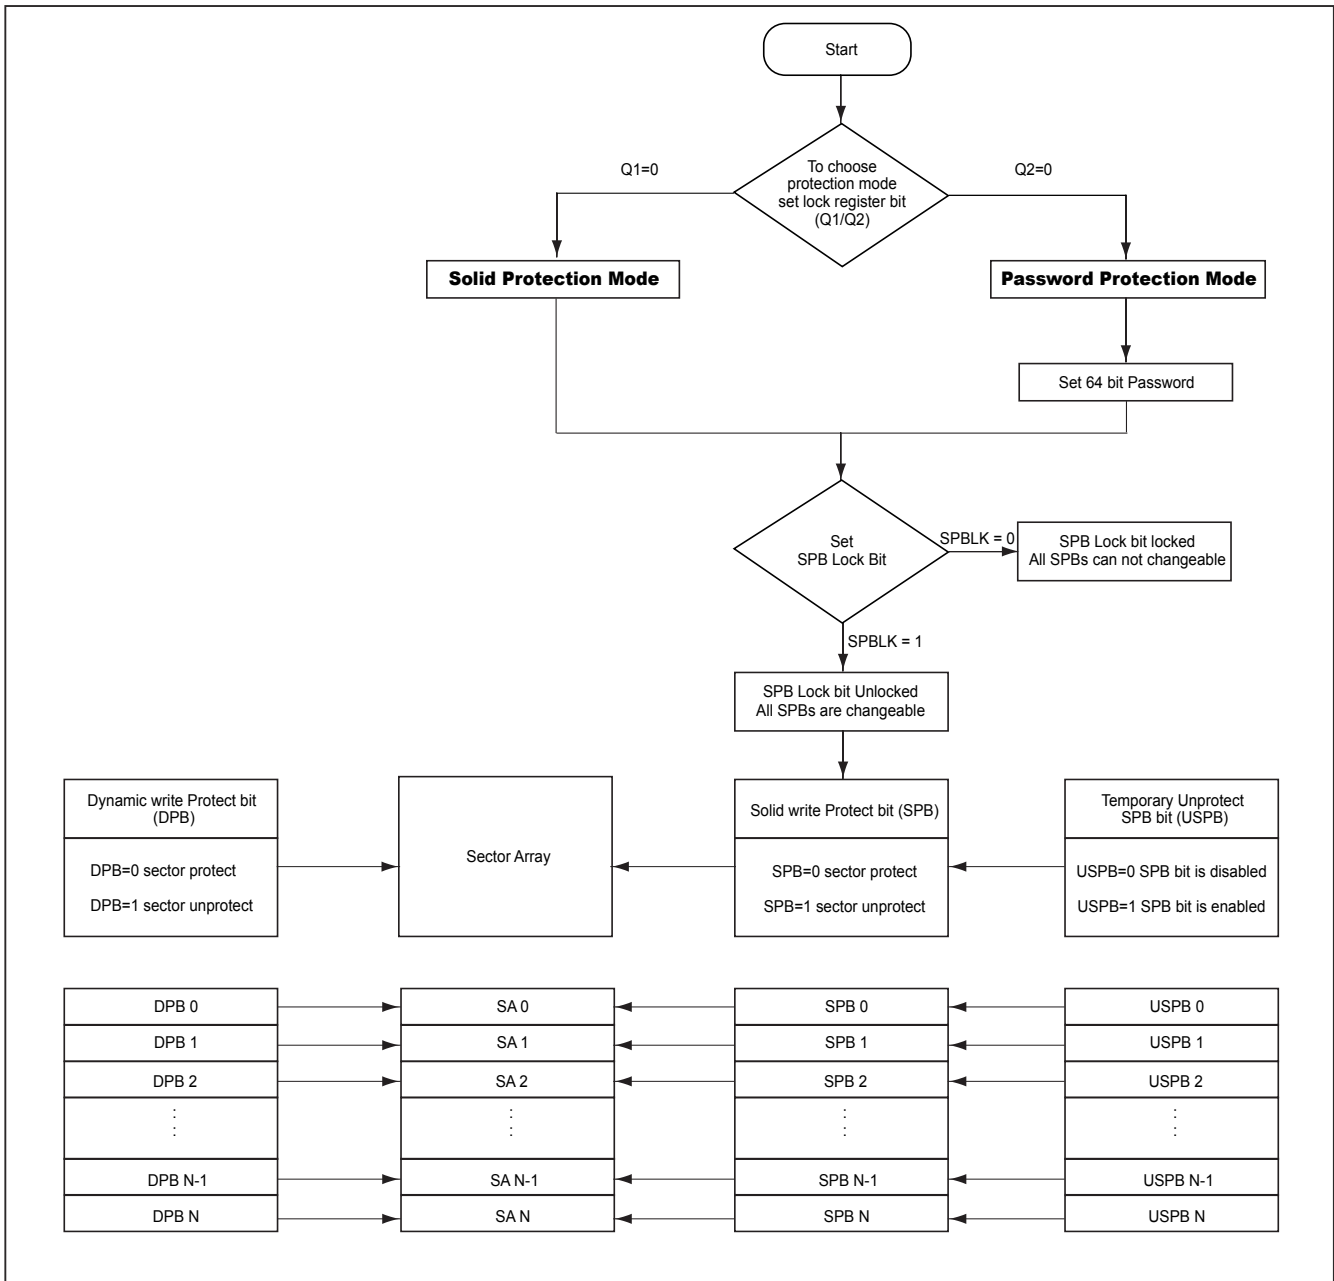 Start
To choose
protection mode
set lock register bit
(Q1/Q2)
Q1=0
Q2=0
Solid Protection Mode
Password Protection Mode
Set 64 bit Password
Set
SPB Lock Bit
SPBLK = 0
SPB Lock bit locked
All SPBs can not changeable
SPBLK = 1
SPB Lock bit Unlocked
All SPBs are changeable
Dynamic write Protect bit
(DPB)
DPB=0 sector protect
DPB=1 sector unprotect
Sector Array
Solid write Protect bit (SPB)
SPB=0 sector protect
SPB=1 sector unprotect
Temporary Unprotect
SPB bit (USPB)
USPB=0 SPB bit is disabled
USPB=1 SPB bit is enabled
DPB 0
SA 0
SPB 0
USPB 0
DPB 1
SA 1
SPB 1
USPB 1
DPB 2
SA 2
SPB 2
USPB 2
DPB N-1
SA N-1
SPB N-1
USPB N-1
DPB N
SA N
SPB N
USPB N